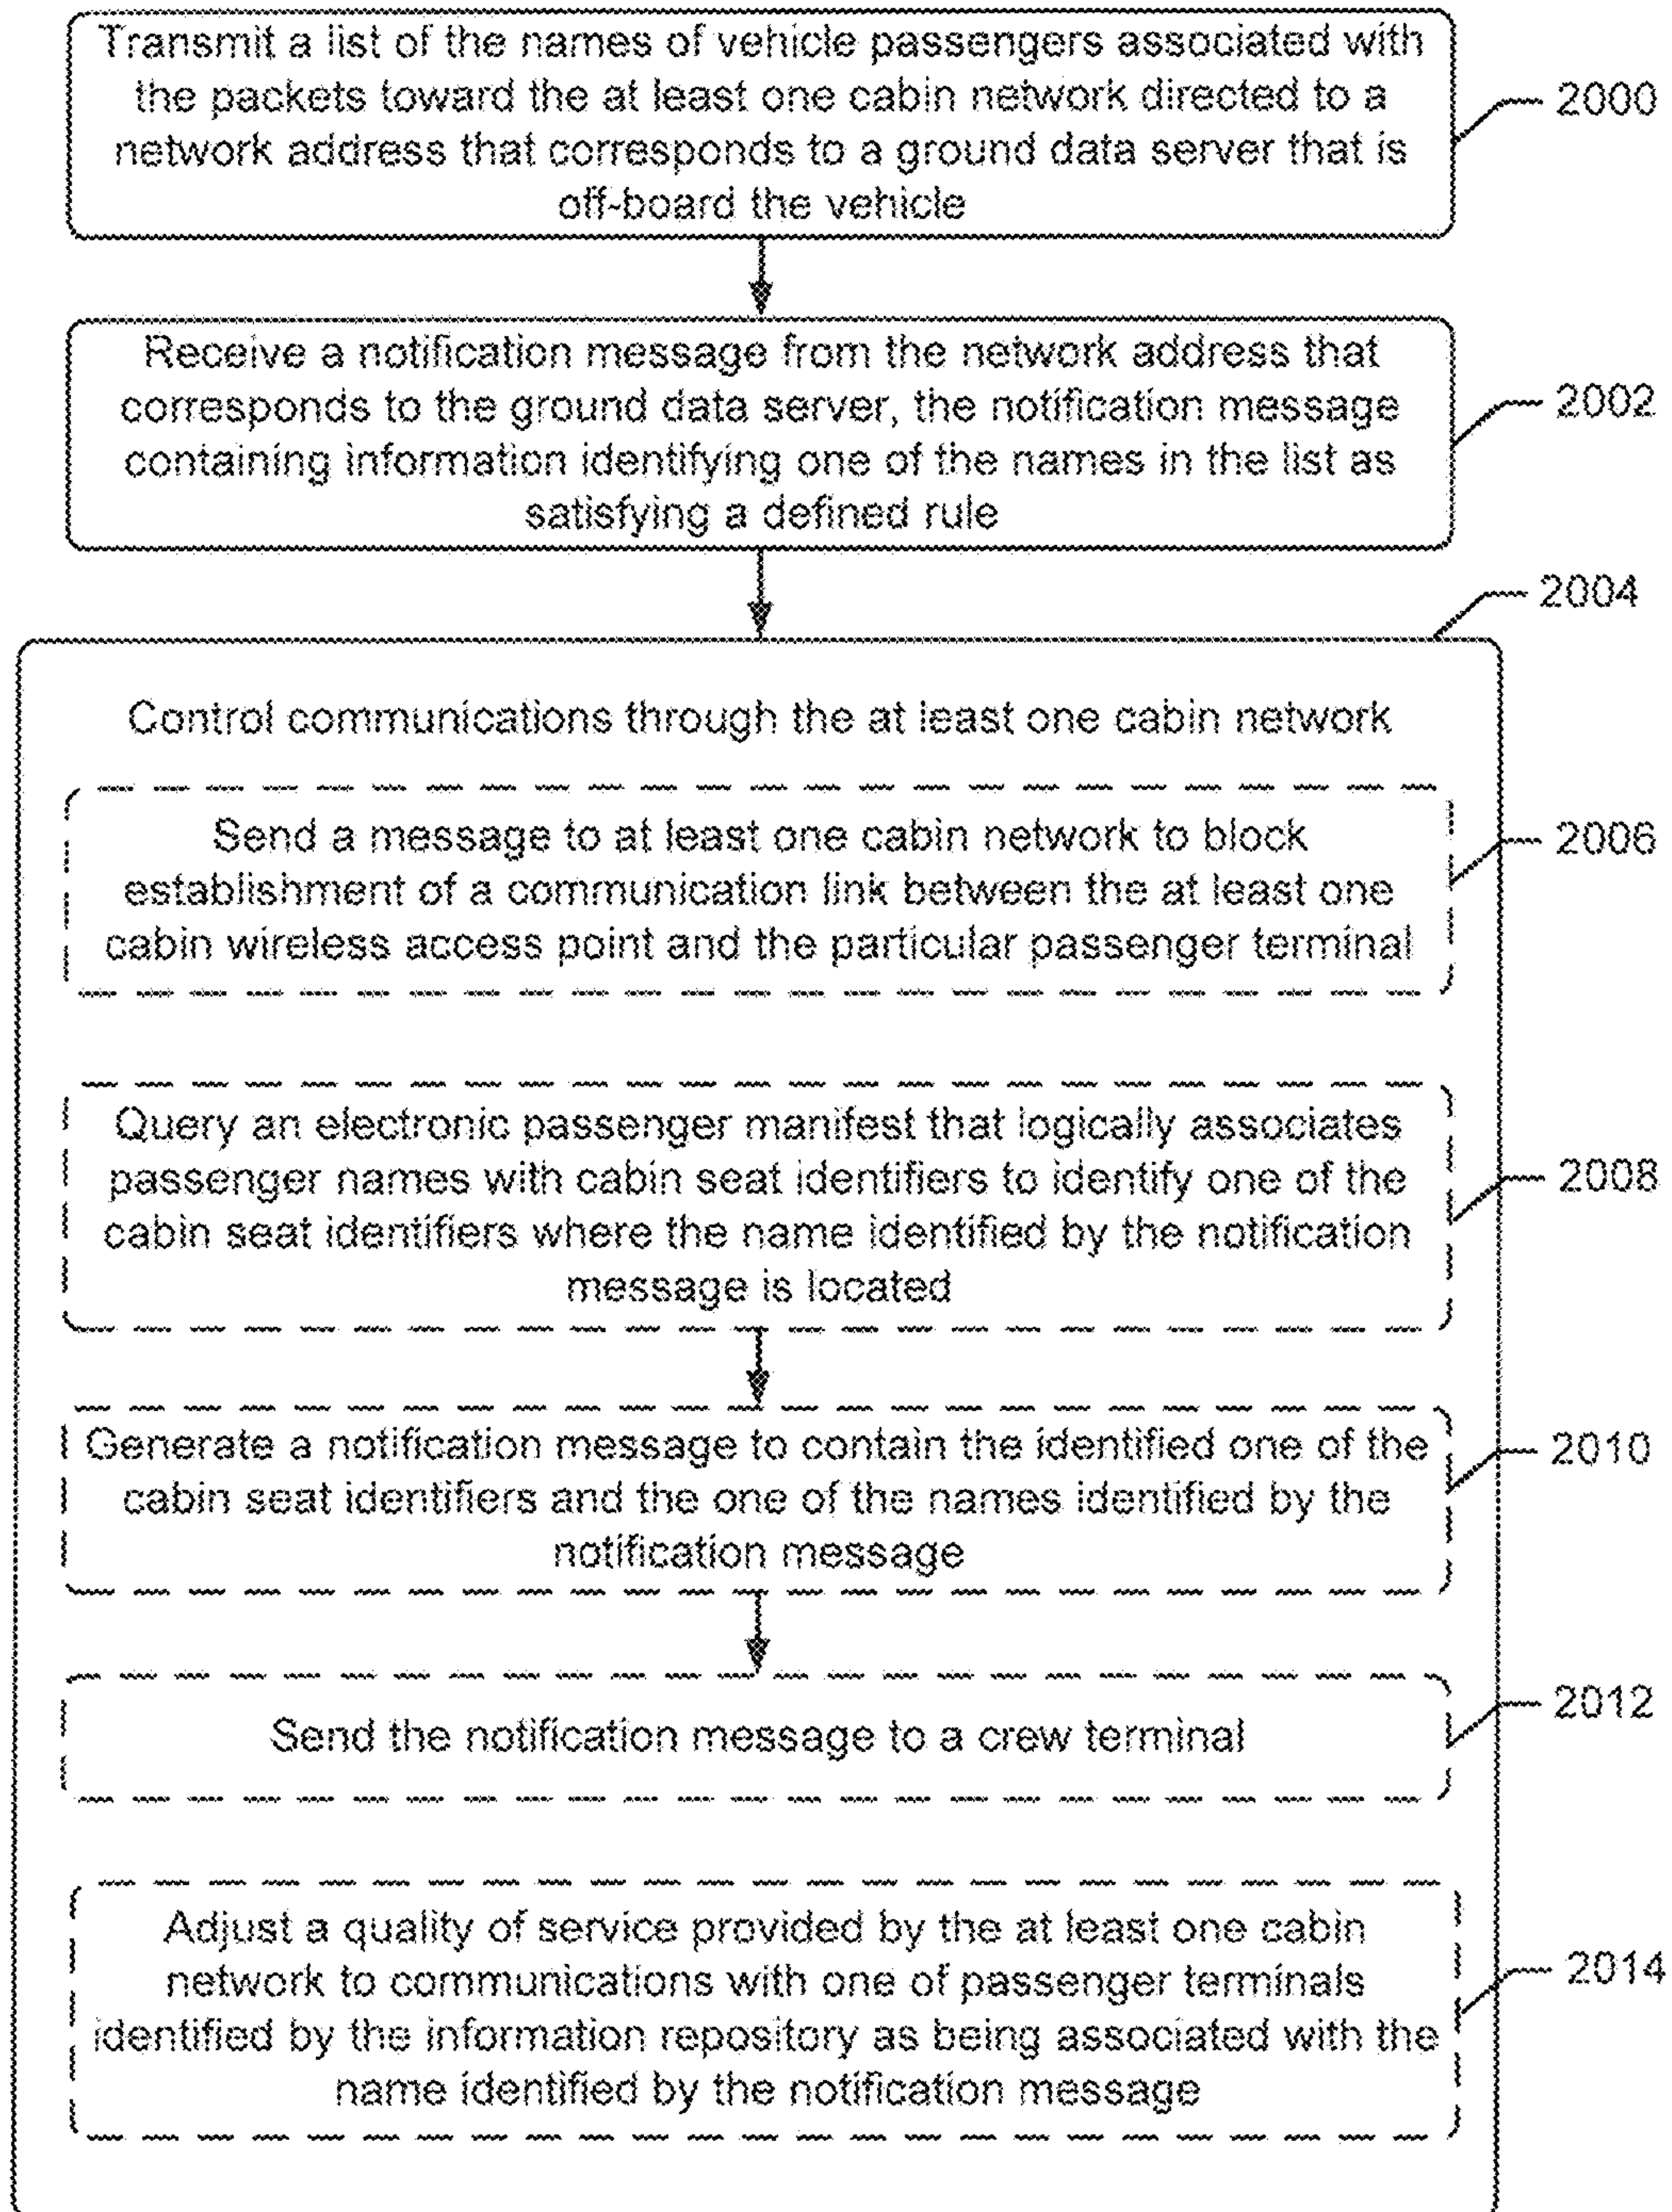 Transmit a list of the names of vehicle passengers associated with
the packets toward the at least one cabin network directed to a
network address that corresponds to a ground data server that is
off-board the vehicle
2000
Receive a notification message from the network address that
corresponds to the ground data server, the notification message
containing information identifying one of the names in the list as
satisfying a defined rule
2002
2004
Control communications through the at least one cabin network
Send a message to at least one cabin network to block
establishment of a communication link between the at least one
cabin wireless access point and the particular passenger terminal
2006
Query an electronic passenger manifest that logically associates
passenger names with cabin seat identifiers to identify one of the
cabin seat identifiers where the name identified by the notification
message is located
2008
Generate a notification message to contain the identified one of the
cabin seat identifiers and the one of the names identified by the
notification message
2010
Send the notification message to a crew terminal
2012
Adjust a quality of service provided by the at least one cabin
network to communications with one of passenger terminals
identified by the information repository as being associated with the
name identified by the notification message
2014